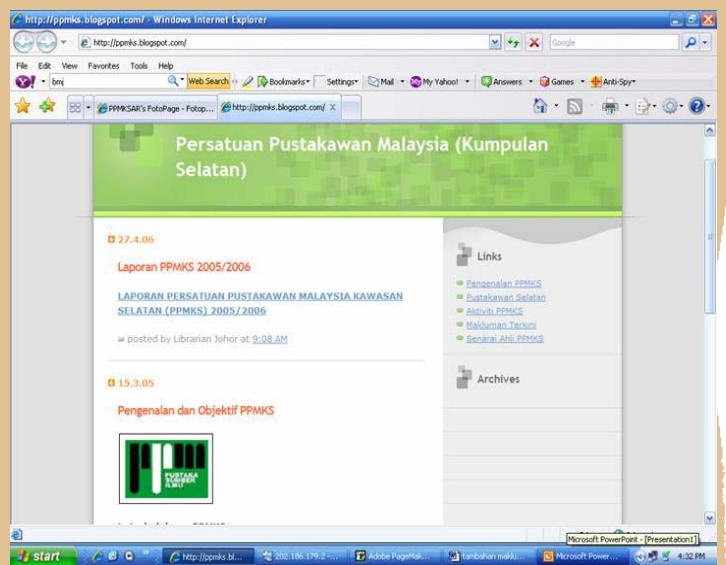 http://ppmks.blogspot.com/ - Windows Internet Explorer
http://ppmks.blogspot.com/
Google
File Edit View Favorites Tools Help
bmj
Web Search
Bookmarks
Settings
Mail
My Yahoo!
Answers
Games
Anti-Spy
PPMKSAR's FotoPage - Fotop...
http://ppmks.blogspot.com/
Persatuan Pustakawan Malaysia (Kumpulan
Selatan)
27.4.06
Laporan PPMKS 2005/2006
LAPORAN PERSATUAN PUSTAKAWAN MALAYSIA KAWASAN
SELATAN (PPMKS) 2005/2006
posted by Librarian Johor at 9:08 AM
15.3.05
Pengenalan dan Objektif PPMKS
PUSTAKA
SUMBER
ILMU
Links
Pengenalan PPMKS
Pustakawan Selatan
Aktiviti PPMKS
Makluman Terkini
Senarai Ahli PPMKS
Archives
Microsoft PowerPoint - [Presentation1]
start
http://ppmks.bl...
202.186.179.2 -...
Adobe PageMak...
tambahan maklu...
Microsoft Power...
4:32 PM